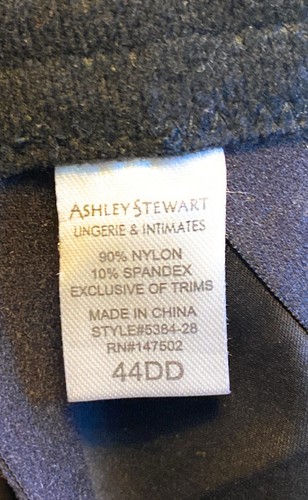 ASHLEY STEWART
LINGERIE & INTIMATES
90% NYLON
10% SPANDEX
EXCLUSIVE OF TRIMS
MADE IN CHINA
STYLE#5384-28
RN#147502
44DD